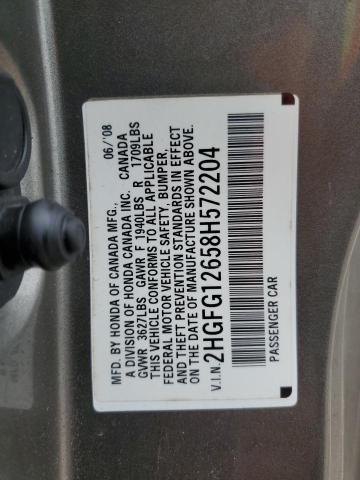 MFD. BY HONDA OF CANADA MFG., 06/'08
A DIVISION OF HONDA CANADA INC. CANADA
GVWR 3627LBS GAWR F 1940LBS R 1709LBS
THIS VEHICLE CONFORMS TO ALL APPLICABLE
FEDERAL MOTOR VEHICLE SAFETY, BUMPER,
AND THEFT PREVENTION STANDARDS IN EFFECT
ON THE DATE OF MANUFACTURE SHOWN ABOVE.
V.I.N. 2HGFG12658H572204
PASSENGER CAR